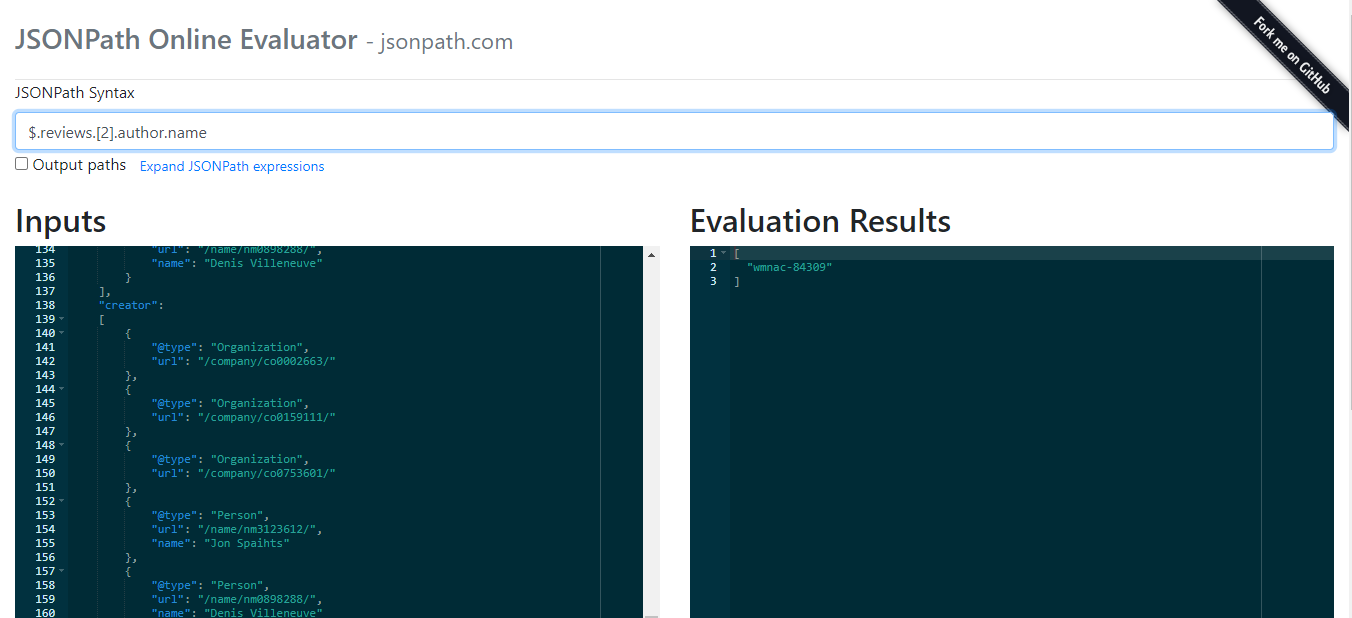 JSONPath Online Evaluator - jsonpath.com
Fork me on GitHub
JSONPath Syntax
$.reviews.[2].author.name
Output paths Expand JSONPath expressions
Inputs
134 "url": "/name/nm0898288/",
135 "name": "Denis Villeneuve"
136 }
137 ],
138 "creator":
139 [
140 {
141 "@type": "Organization",
142 "url": "/company/co0002663/"
143 },
144 {
145 "@type": "Organization",
146 "url": "/company/co0159111/"
147 },
148 {
149 "@type": "Organization",
150 "url": "/company/co0753601/"
151 },
152 {
153 "@type": "Person",
154 "url": "/name/nm3123612/",
155 "name": "Jon Spaihts"
156 },
157 {
158 "@type": "Person",
159 "url": "/name/nm0898288/",
160 "name": "Denis Villeneuve"
Evaluation Results
1 [
2 "wmnac-84309"
3 ]